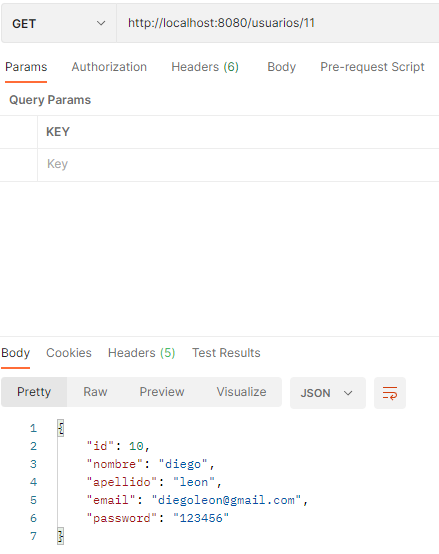 GET http://localhost:8080/usuarios/11
Params Authorization Headers (6) Body Pre-request Script
Query Params
KEY
Key
Body Cookies Headers (5) Test Results
Pretty Raw Preview Visualize JSON
1 {
2 "id": 10,
3 "nombre": "diego",
4 "apellido": "leon",
5 "email": "diegoleon@gmail.com",
6 "password": "123456"
7 }